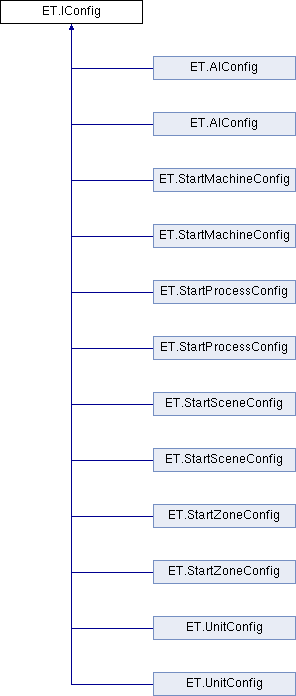 ET.IConfig
ET.AIConfig
ET.AIConfig
ET.StartMachineConfig
ET.StartMachineConfig
ET.StartProcessConfig
ET.StartProcessConfig
ET.StartSceneConfig
ET.StartSceneConfig
ET.StartZoneConfig
ET.StartZoneConfig
ET.UnitConfig
ET.UnitConfig